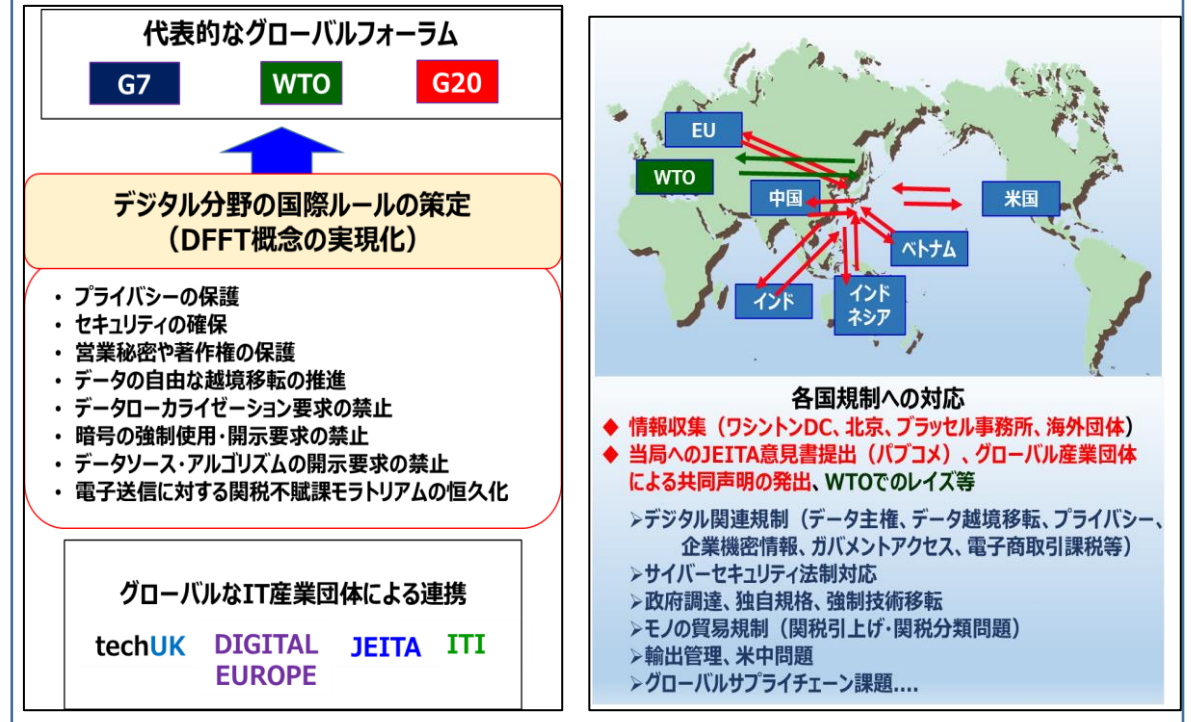 代表的なグローバルフォーラム
G7
WTO
G20
デジタル分野の国際ルールの策定
（DFFT概念の実現化）
・ プライバシーの保護
・ セキュリティの確保
・ 営業秘密や著作権の保護
・ データの自由な越境移転の推進
・ データローカライゼーション要求の禁止
・ 暗号の強制使用・開示要求の禁止
・ データソース・アルゴリズムの開示要求の禁止
・ 電子送信に対する関税不賦課モラトリアムの恒久化
グローバルなIT産業団体による連携
techUK
DIGITAL
EUROPE
JEITA
ITI
EU
WTO
中国
米国
ベトナム
インド
インド
ネシア
各国規制への対応
◆ 情報収集（ワシントンDC、北京、ブラッセル事務所、海外団体）
◆ 当局へのJEITA意見書提出（パブコメ）、グローバル産業団体
による共同声明の発出、WTOでのレイズ等
➢デジタル関連規制（データ主権、データ越境移転、プライバシー、
企業機密情報、ガバメントアクセス、電子商取引課税等）
➢サイバーセキュリティ法制対応
➢政府調達、独自規格、強制技術移転
➢モノの貿易規制（関税引上げ・関税分類問題）
➢輸出管理、米中問題
➢グローバルサプライチェーン課題....